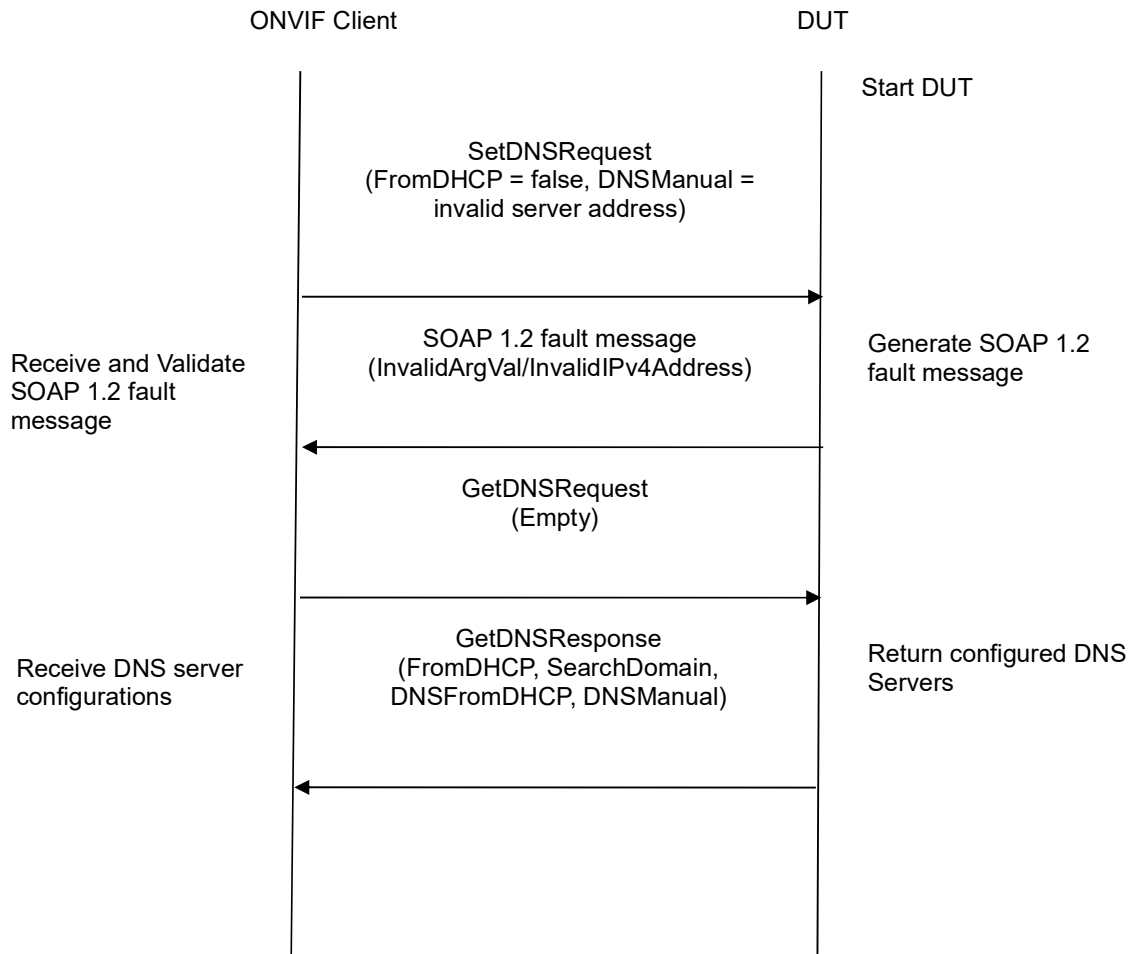 ONVIF Client
DUT
Start DUT
SetDNSRequest
(FromDHCP = false, DNSManual =
invalid server address)
SOAP 1.2 fault message
(InvalidArgVal/InvalidIPv4Address)
Generate SOAP 1.2
fault message
Receive and Validate
SOAP 1.2 fault
message
GetDNSRequest
(Empty)
GetDNSResponse
(FromDHCP, SearchDomain,
DNSFromDHCP, DNSManual)
Return configured DNS
Servers
Receive DNS server
configurations